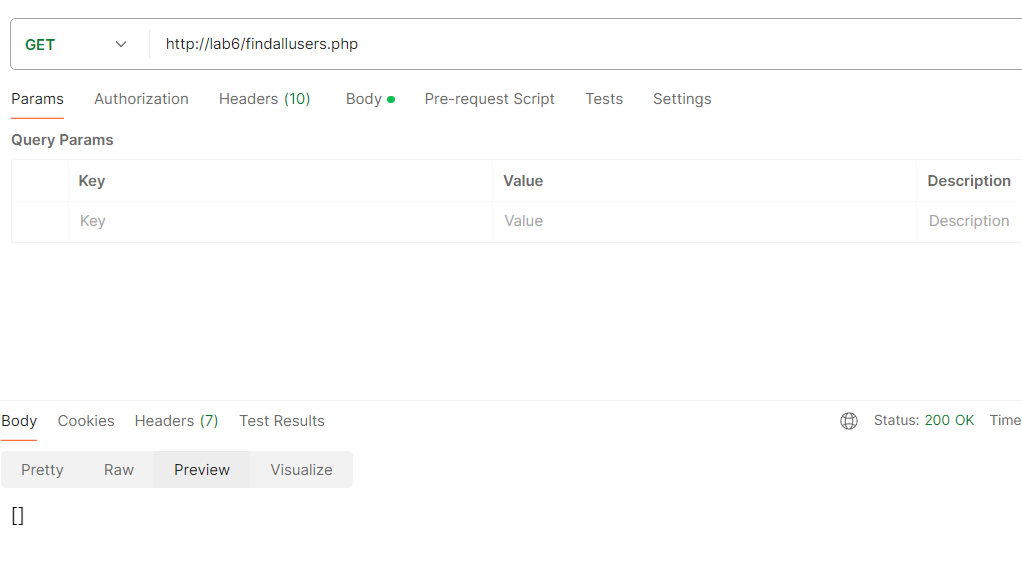 GET http://lab6/findallusers.php
Params Authorization Headers (10) Body Pre-request Script Tests Settings
Query Params
Key Value Description
Key Value Description
Body Cookies Headers (7) Test Results Status: 200 OK Time
Pretty Raw Preview Visualize
[]